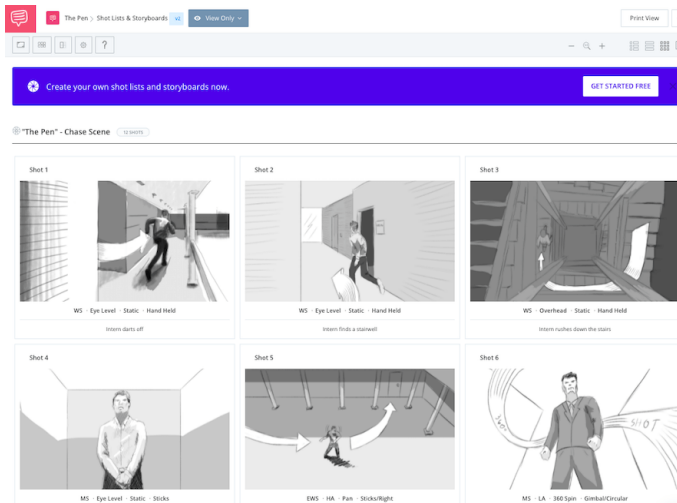 The Pen > Shot Lists & Storyboards v2 View Only Print View
?
Create your own shot lists and storyboards now. GET STARTED FREE
"The Pen" - Chase Scene
Shot 1
WS · Eye Level · Static · Hand Held
Intern darts off
Shot 2
WS · Eye Level · Static · Hand Held
Intern finds a stairwell
Shot 3
WS · Overhead · Static · Hand Held
Intern rushes down the stairs
Shot 4
MS · Eye Level · Static · Sticks
Shot 5
EWS · HA · Pan · Sticks/Right
Shot 6
SHOT
MS · LA · 360 Spin · Gimbal/Circular